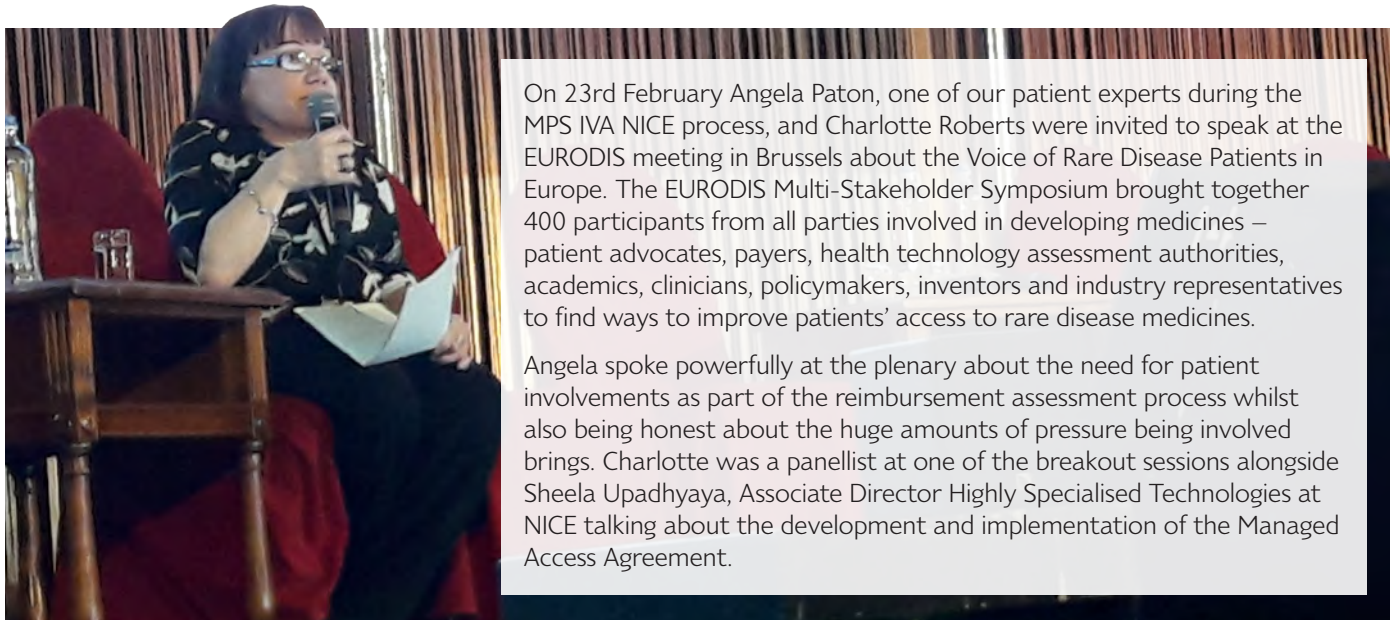 On 23rd February Angela Paton, one of our patient experts during the
MPS IVA NICE process, and Charlotte Roberts were invited to speak at the
EURODIS meeting in Brussels about the Voice of Rare Disease Patients in
Europe. The EURODIS Multi-Stakeholder Symposium brought together
400 participants from all parties involved in developing medicines –
patient advocates, payers, health technology assessment authorities,
academics, clinicians, policymakers, inventors and industry representatives
to find ways to improve patients’ access to rare disease medicines.
Angela spoke powerfully at the plenary about the need for patient
involvements as part of the reimbursement assessment process whilst
also being honest about the huge amounts of pressure being involved
brings. Charlotte was a panellist at one of the breakout sessions alongside
Sheela Upadhyaya, Associate Director Highly Specialised Technologies at
NICE talking about the development and implementation of the Managed
Access Agreement.